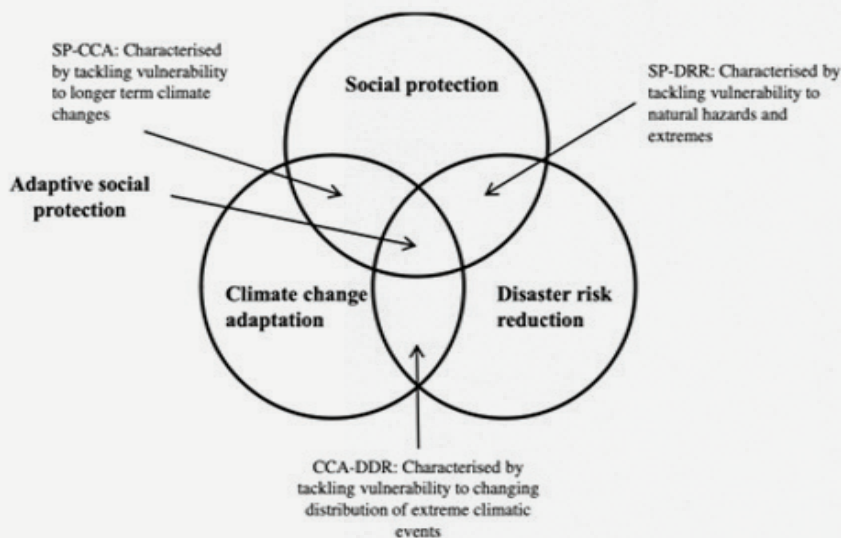 SP-CCA: Characterised
by tackling vulnerability
to longer term climate
changes
Social protection
SP-DRR: Characterised by
tackling vulnerability to
natural hazards and
extremes
Adaptive social
protection
Climate change
adaptation
Disaster risk
reduction
CCA-DDR: Characterised by
tackling vulnerability to changing
distribution of extreme climatic
events